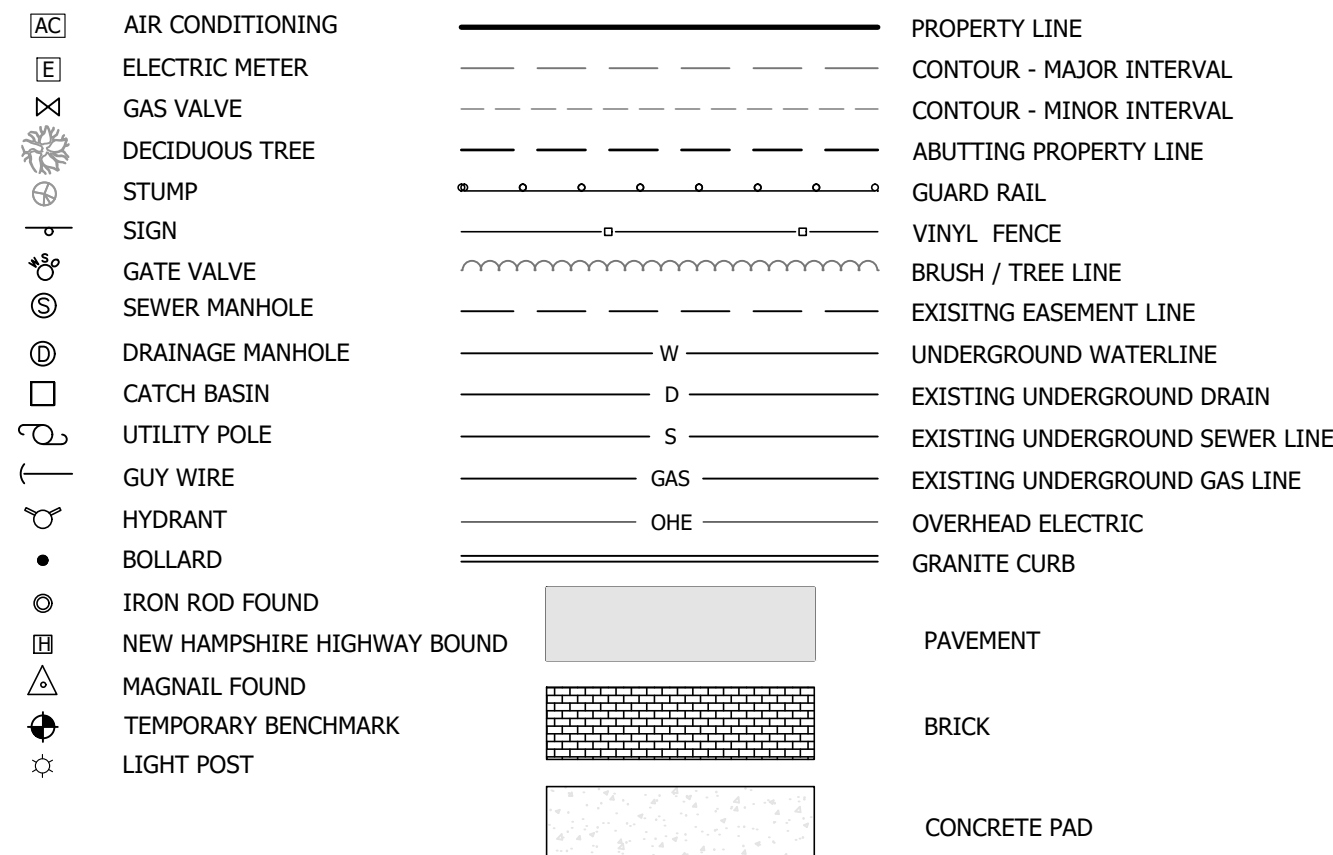 AC AIR CONDITIONING
E ELECTRIC METER
GAS VALVE
DECIDUOUS TREE
STUMP
SIGN
WSO GATE VALVE
S SEWER MANHOLE
D DRAINAGE MANHOLE
CATCH BASIN
UTILITY POLE
GUY WIRE
HYDRANT
BOLLARD
IRON ROD FOUND
H NEW HAMPSHIRE HIGHWAY BOUND
MAGNAIL FOUND
TEMPORARY BENCHMARK
LIGHT POST
PROPERTY LINE
CONTOUR - MAJOR INTERVAL
CONTOUR - MINOR INTERVAL
ABUTTING PROPERTY LINE
GUARD RAIL
VINYL FENCE
BRUSH / TREE LINE
EXISITNG EASEMENT LINE
W UNDERGROUND WATERLINE
D EXISTING UNDERGROUND DRAIN
S EXISTING UNDERGROUND SEWER LINE
GAS EXISTING UNDERGROUND GAS LINE
OHE OVERHEAD ELECTRIC
GRANITE CURB
PAVEMENT
BRICK
CONCRETE PAD